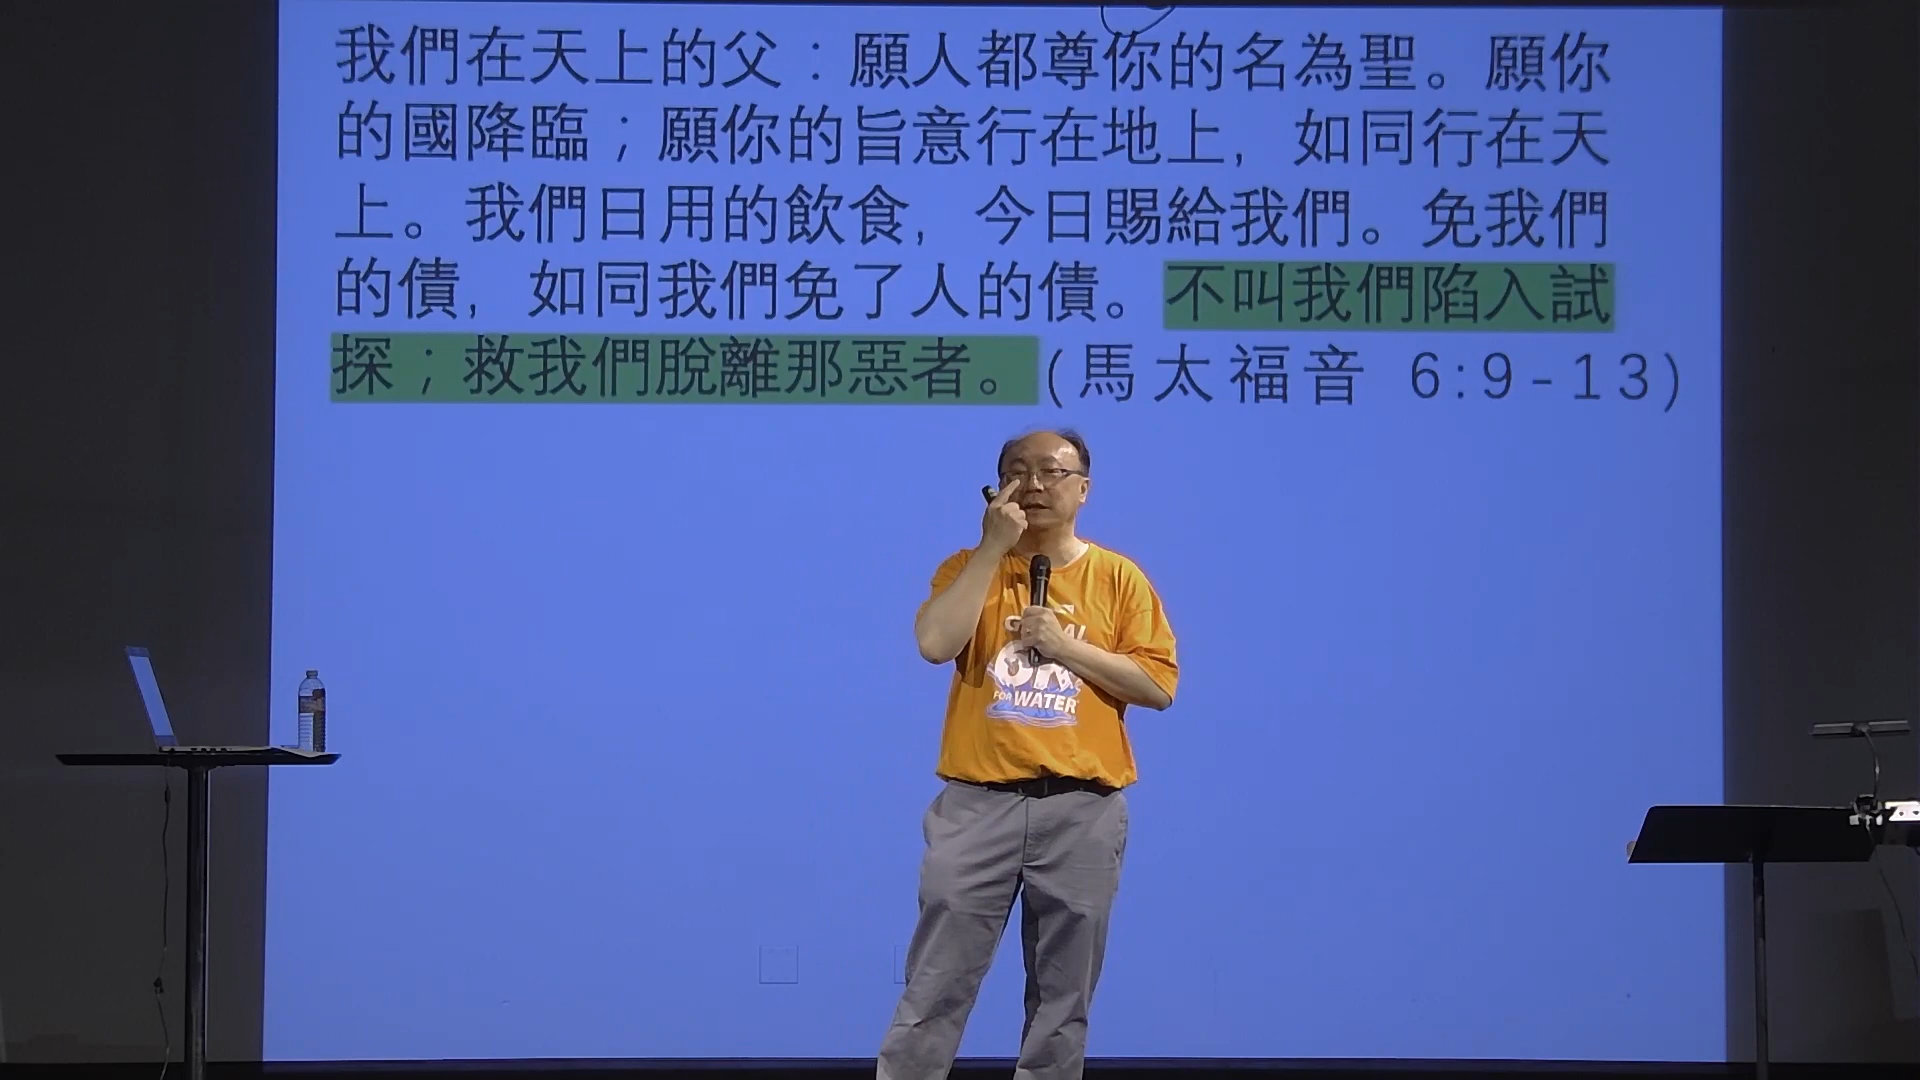 我們在天上的父：願人都尊你的名為聖。願你
的國降臨；願你的旨意行在地上，如同行在天
上。我們日用的飲食，今日賜給我們。免我們
的債，如同我們免了人的債。不叫我們陷入試
探；救我們脫離那惡者。(馬太福音 6:9-13)
FOR WATER